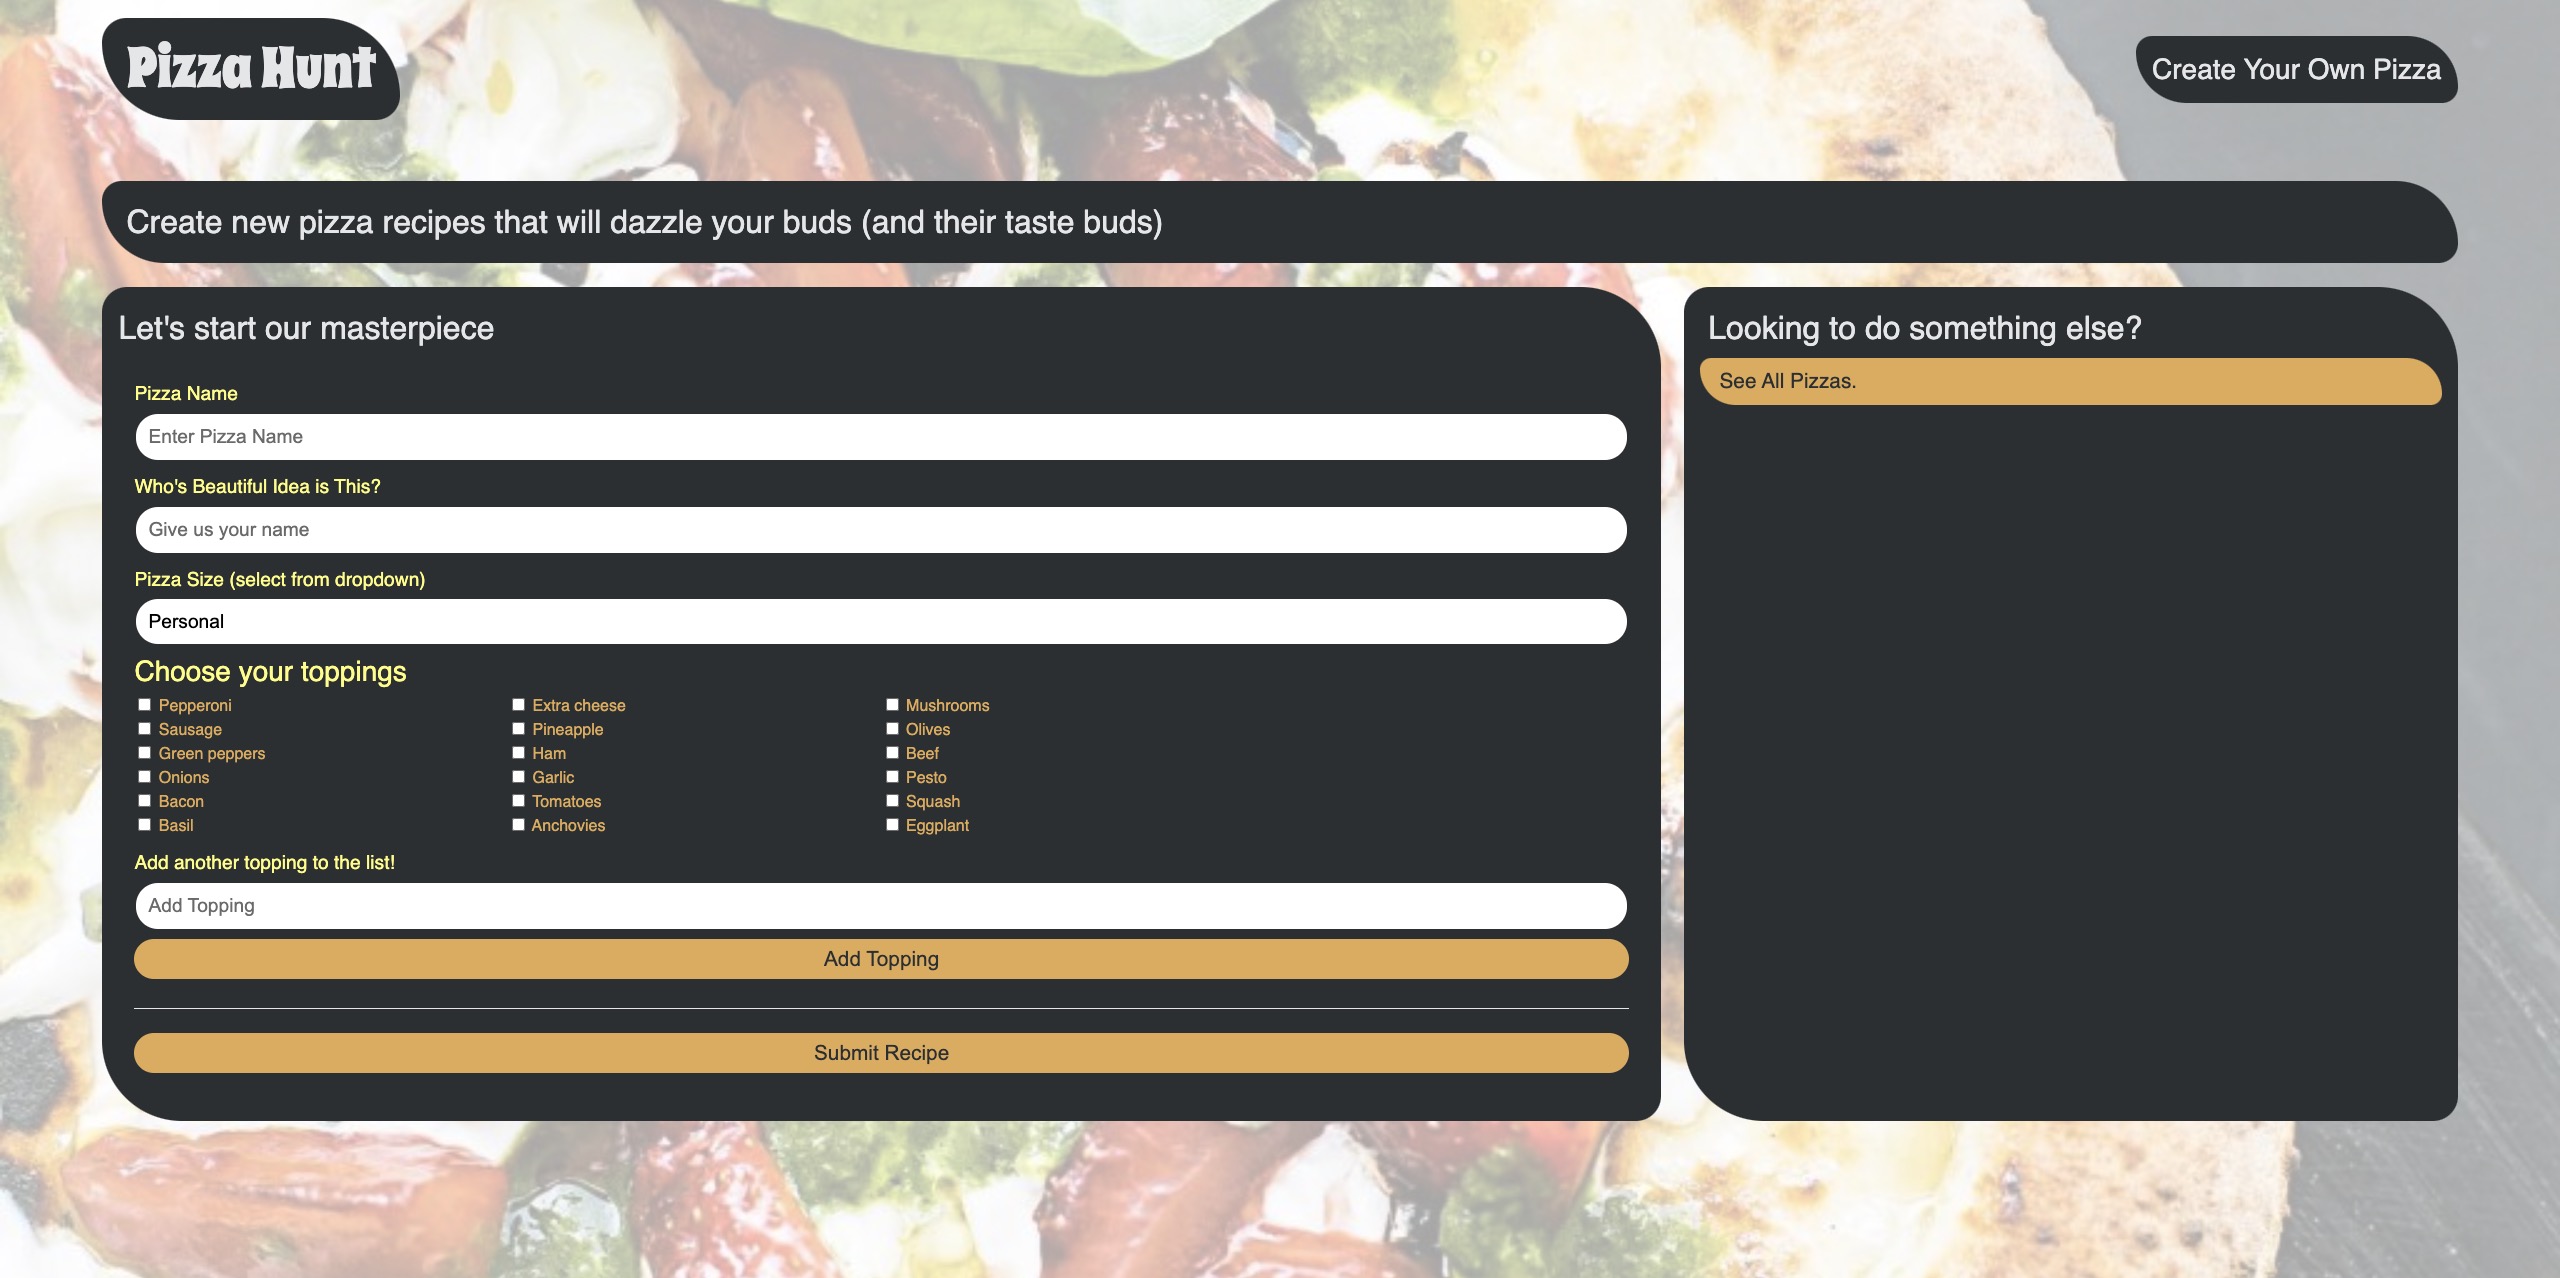 Pizza Hunt
Create Your Own Pizza
Create new pizza recipes that will dazzle your buds (and their taste buds)
Let's start our masterpiece
Pizza Name
Enter Pizza Name
Who's Beautiful Idea is This?
Give us your name
Pizza Size (select from dropdown)
Personal
Choose your toppings
Pepperoni Extra cheese Mushrooms
Sausage Pineapple Olives
Green peppers Ham Beef
Onions Garlic Pesto
Bacon Tomatoes Squash
Basil Anchovies Eggplant
Add another topping to the list!
Add Topping
Add Topping
Submit Recipe
Looking to do something else?
See All Pizzas.